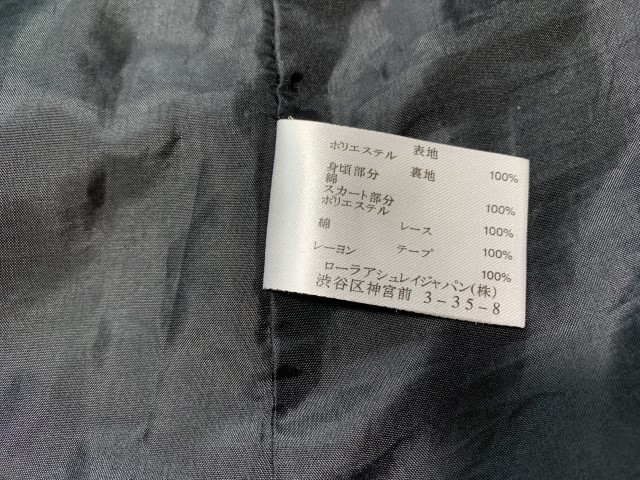 表地
ポリエステル 100%
裏地
身頃部分
綿 100%
スカート部分
ポリエステル 100%
レース
綿 100%
テープ
レーヨン 100%
ローラアシュレイジャパン(株)
渋谷区神宮前 3-35-8